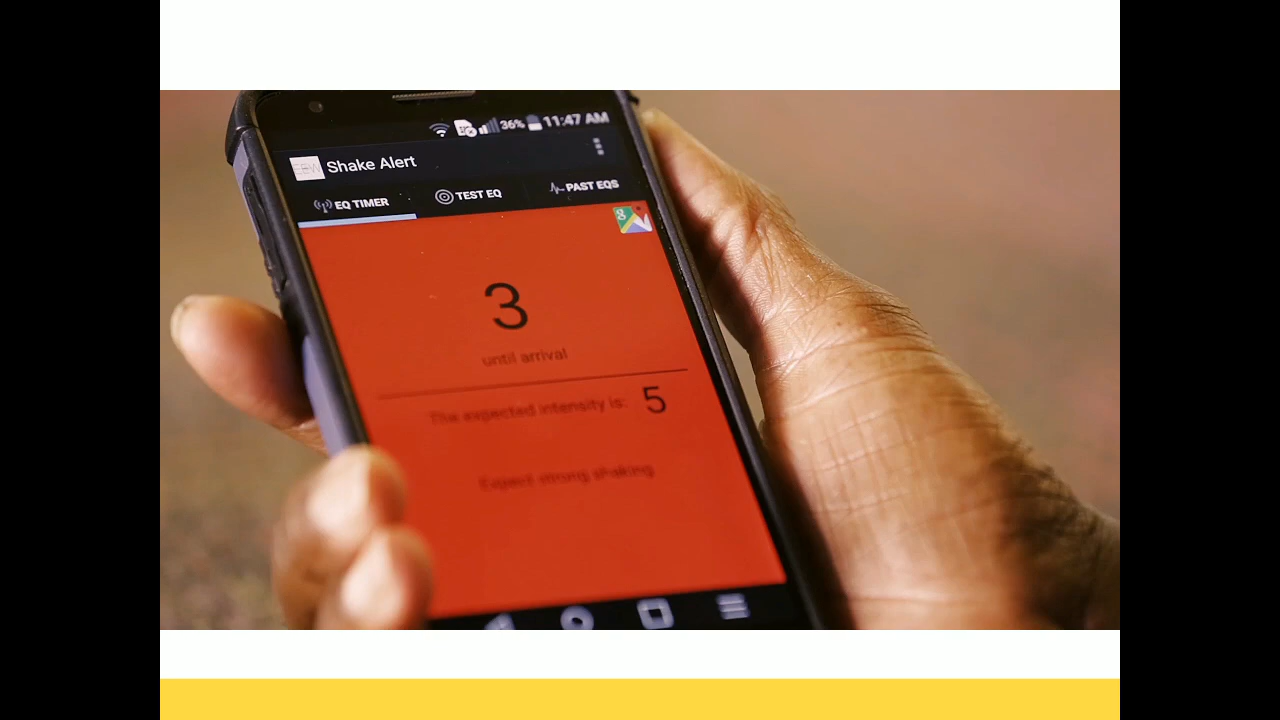 36% 11:47 AM
EEW Shake Alert
EQ TIMER TEST EQ PAST EQS
3
until arrival
The expected intensity is: 5
Expect strong shaking